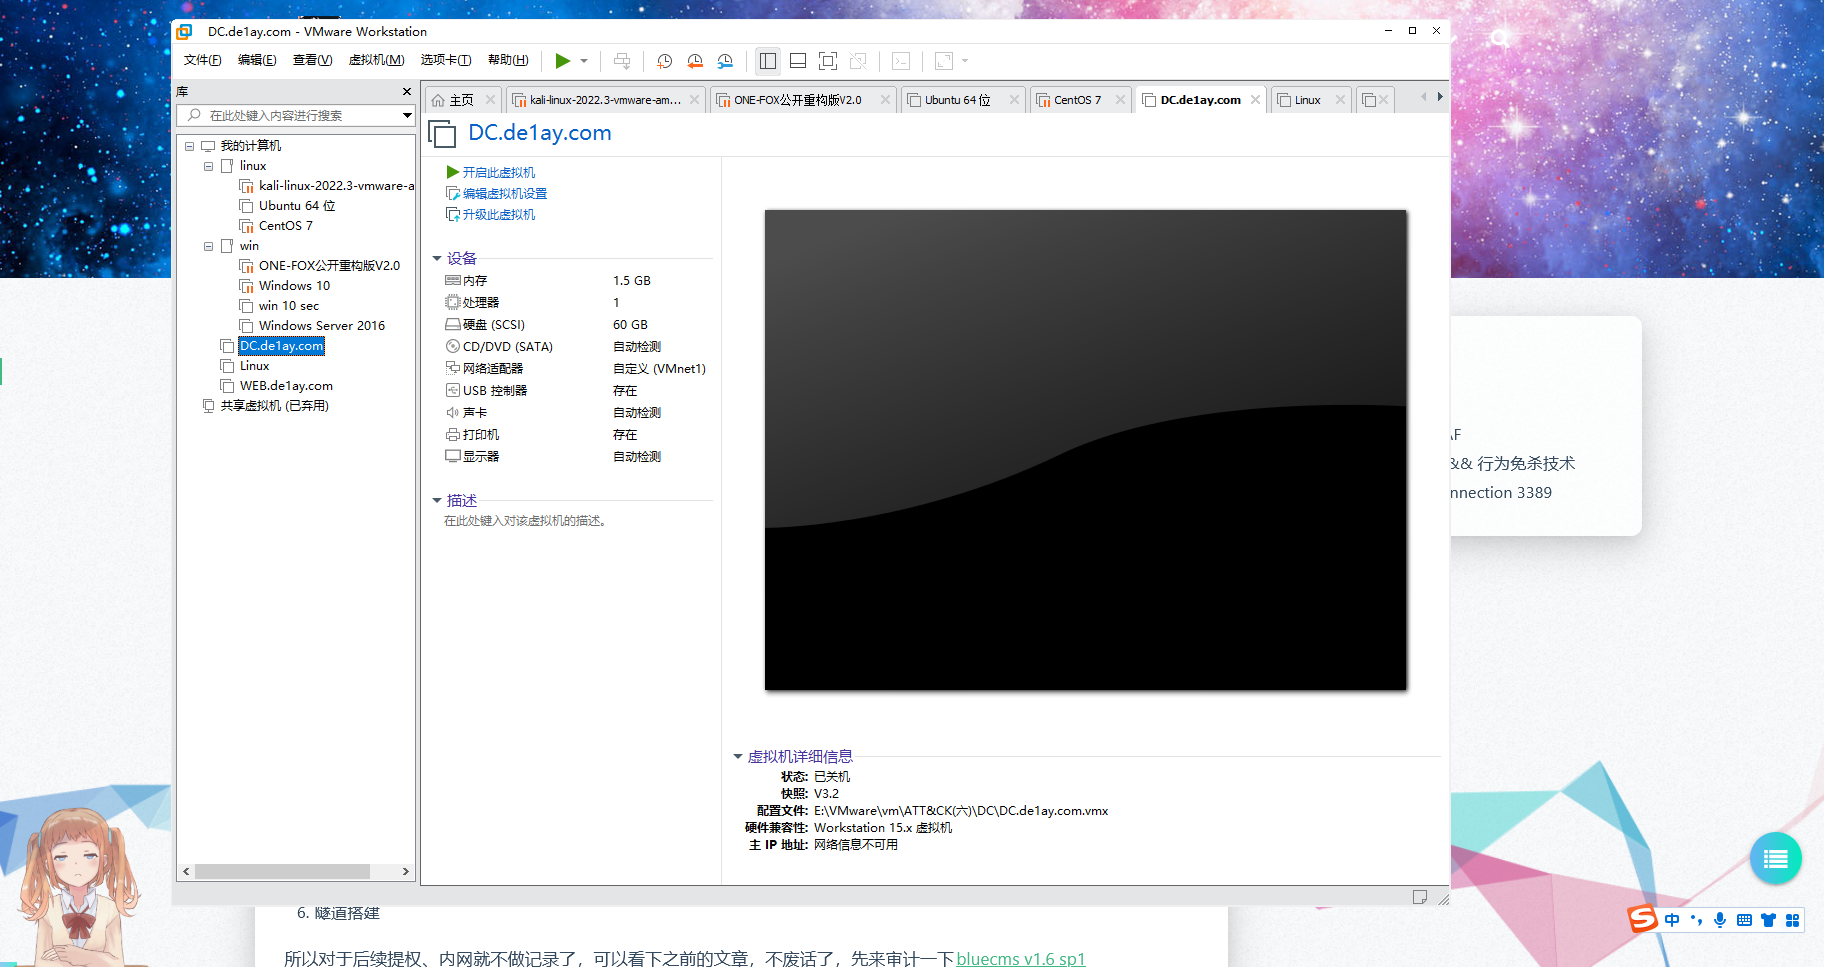 DC.de1ay.com - VMware Workstation
文件(F) 编辑(E) 查看(V) 虚拟机(M) 选项卡(T) 帮助(H)
库
在此处键入内容进行搜索
我的计算机
linux
kali-linux-2022.3-vmware-a
Ubuntu 64 位
CentOS 7
win
ONE-FOX公开重构版V2.0
Windows 10
win 10 sec
Windows Server 2016
DC.de1ay.com
Linux
WEB.de1ay.com
共享虚拟机 (已弃用)
主页 kali-linux-2022.3-vmware-am... ONE-FOX公开重构版V2.0 Ubuntu 64 位 CentOS 7 DC.de1ay.com Linux
DC.de1ay.com
开启此虚拟机
编辑虚拟机设置
升级此虚拟机
设备
内存 1.5 GB
处理器 1
硬盘 (SCSI) 60 GB
CD/DVD (SATA) 自动检测
网络适配器 自定义 (VMnet1)
USB 控制器 存在
声卡 自动检测
打印机 存在
显示器 自动检测
描述
在此处键入对该虚拟机的描述。
虚拟机详细信息
状态: 已关机
快照: V3.2
配置文件: E:\VMware\vm\ATT&CK(六)\DC\DC.de1ay.com.vmx
硬件兼容性: Workstation 15.x 虚拟机
主 IP 地址: 网络信息不可用
AF
&& 行为免杀技术
nnection 3389
6. 隧道搭建
所以对于后续提权、内网就不做记录了，可以看下之前的文章，不废话了，先来审计一下bluecms v1.6 sp1
中